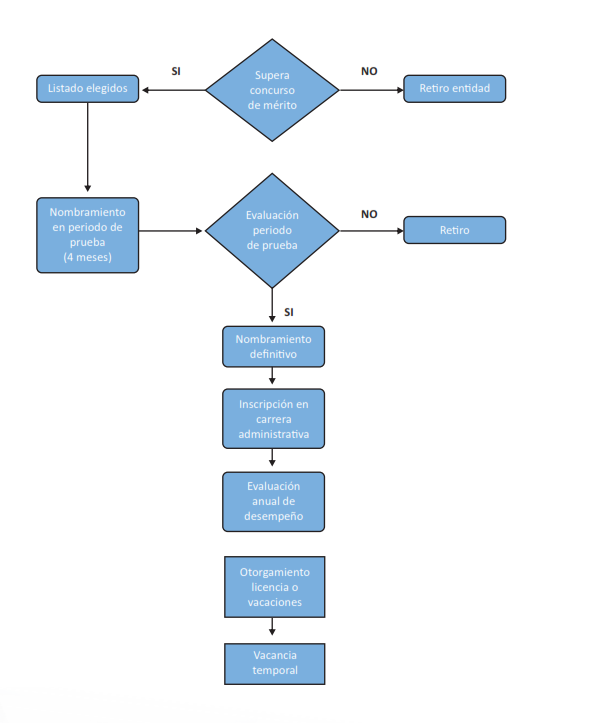 Supera
concurso
de mérito
SI
NO
Listado elegidos
Retiro entidad
Nombramiento
en periodo de
prueba
(4 meses)
Evaluación
periodo
de prueba
NO
Retiro
SI
Nombramiento
definitivo
Inscripción en
carrera
administrativa
Evaluación
anual de
desempeño
Otorgamiento
licencia o
vacaciones
Vacancia
temporal